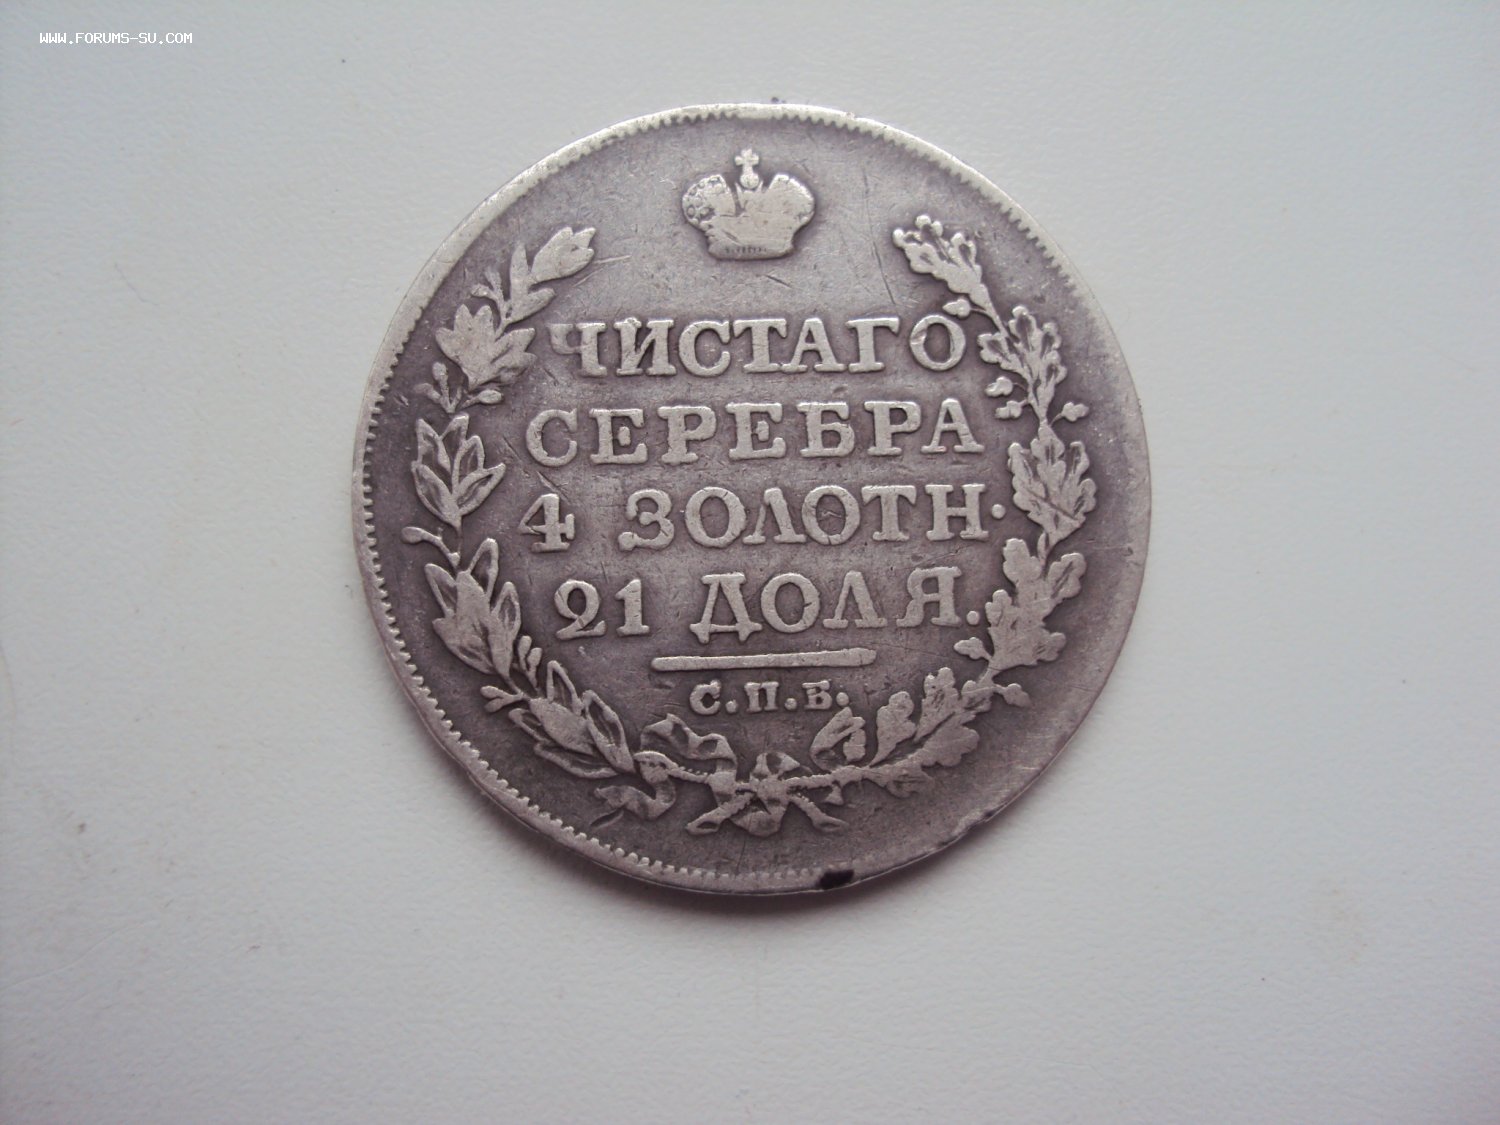 WWW.FORUMS-SU.COM
ЧИСТАГО
СЕРЕБРА
4 ЗОЛОТН.
21 ДОЛЯ.
С.П.Б.